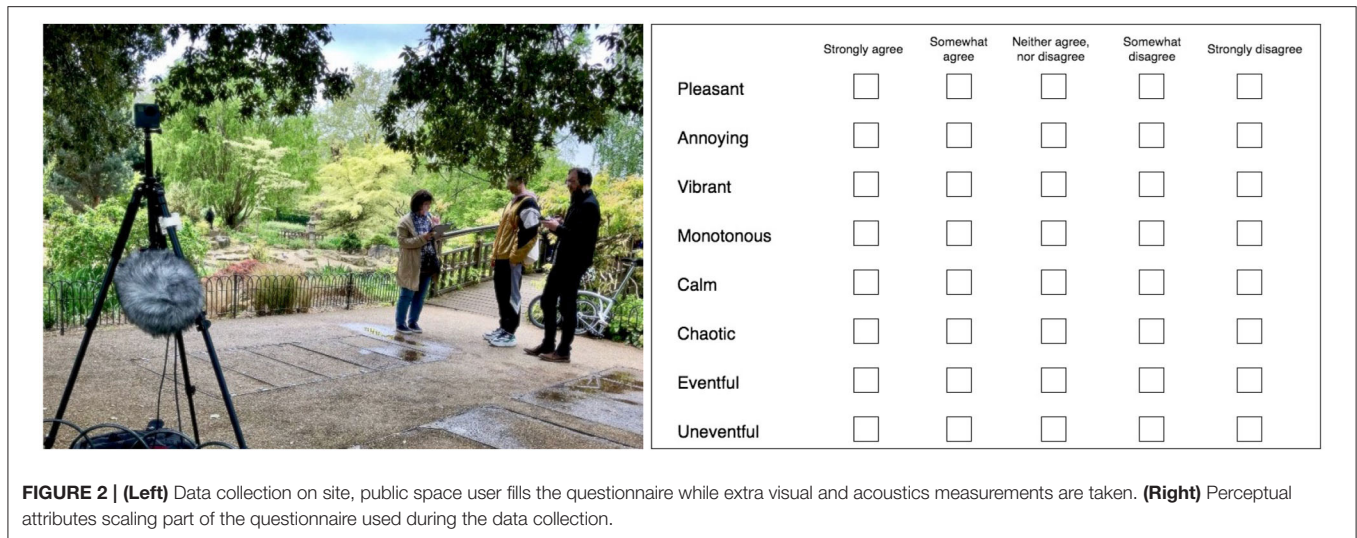 Strongly agree
Somewhat agree
Neither agree, nor disagree
Somewhat disagree
Strongly disagree
Pleasant
Annoying
Vibrant
Monotonous
Calm
Chaotic
Eventful
Uneventful
FIGURE 2 | (Left) Data collection on site, public space user fills the questionnaire while extra visual and acoustics measurements are taken. (Right) Perceptual
attributes scaling part of the questionnaire used during the data collection.